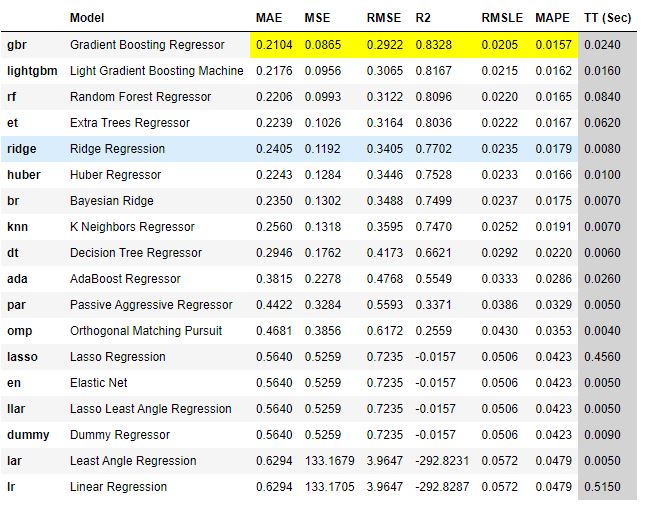 Model MAE MSE RMSE R2 RMSLE MAPE TT (Sec)
gbr Gradient Boosting Regressor 0.2104 0.0865 0.2922 0.8328 0.0205 0.0157 0.0240
lightgbm Light Gradient Boosting Machine 0.2176 0.0956 0.3065 0.8167 0.0215 0.0162 0.0160
rf Random Forest Regressor 0.2206 0.0993 0.3122 0.8096 0.0220 0.0165 0.0840
et Extra Trees Regressor 0.2239 0.1026 0.3164 0.8036 0.0222 0.0167 0.0620
ridge Ridge Regression 0.2405 0.1192 0.3405 0.7702 0.0235 0.0179 0.0080
huber Huber Regressor 0.2243 0.1284 0.3446 0.7528 0.0233 0.0166 0.0100
br Bayesian Ridge 0.2350 0.1302 0.3488 0.7499 0.0237 0.0175 0.0070
knn K Neighbors Regressor 0.2560 0.1318 0.3595 0.7470 0.0252 0.0191 0.0070
dt Decision Tree Regressor 0.2946 0.1762 0.4173 0.6621 0.0292 0.0220 0.0060
ada AdaBoost Regressor 0.3815 0.2278 0.4768 0.5549 0.0333 0.0286 0.0260
par Passive Aggressive Regressor 0.4422 0.3284 0.5593 0.3371 0.0386 0.0329 0.0050
omp Orthogonal Matching Pursuit 0.4681 0.3856 0.6172 0.2559 0.0430 0.0353 0.0040
lasso Lasso Regression 0.5640 0.5259 0.7235 -0.0157 0.0506 0.0423 0.4560
en Elastic Net 0.5640 0.5259 0.7235 -0.0157 0.0506 0.0423 0.0050
llar Lasso Least Angle Regression 0.5640 0.5259 0.7235 -0.0157 0.0506 0.0423 0.0050
dummy Dummy Regressor 0.5640 0.5259 0.7235 -0.0157 0.0506 0.0423 0.0090
lar Least Angle Regression 0.6294 133.1679 3.9647 -292.8231 0.0572 0.0479 0.0050
lr Linear Regression 0.6294 133.1705 3.9647 -292.8287 0.0572 0.0479 0.5150